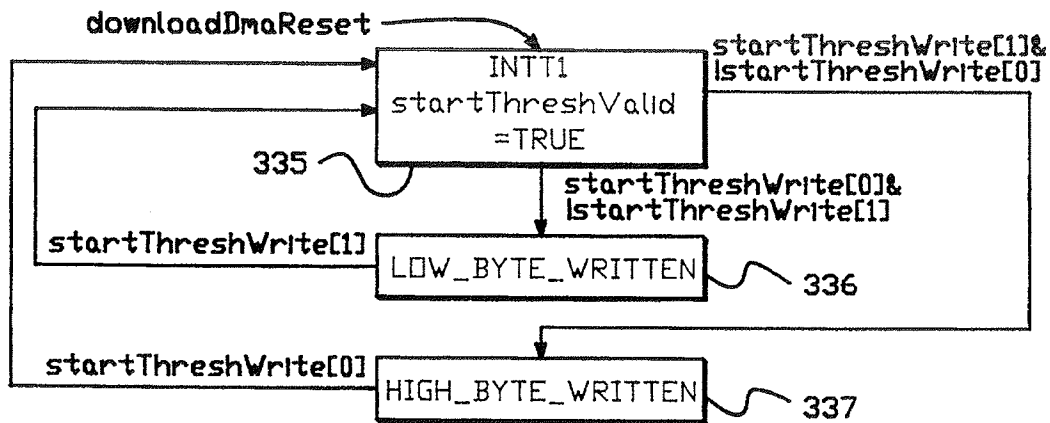 downloadDmaReset
INTT1
startThreshValid
=TRUE
startThreshWrite[1]&
!startThreshWrite[0]
335
startThreshWrite[0]&
!startThreshWrite[1]
startThreshWrite[1]
LOW_BYTE_WRITTEN
336
startThreshWrite[0]
HIGH_BYTE_WRITTEN
337